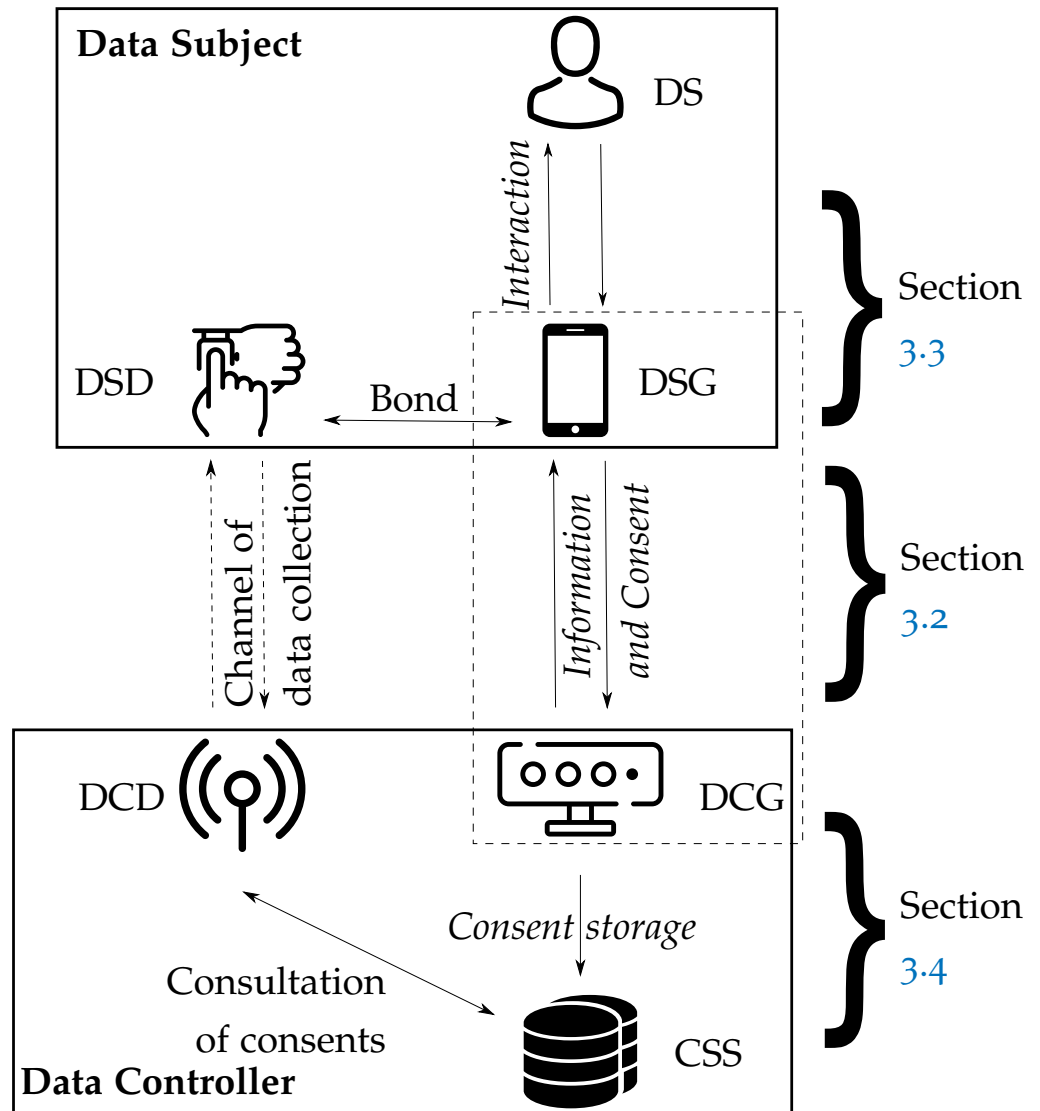 Data Subject
DS
Interaction
Section
3.3
DSD
Bond
DSG
Channel of
data collection
Information
and Consent
Section
3.2
DCD
DCG
Consent storage
Section
3.4
Consultation
of consents
CSS
Data Controller